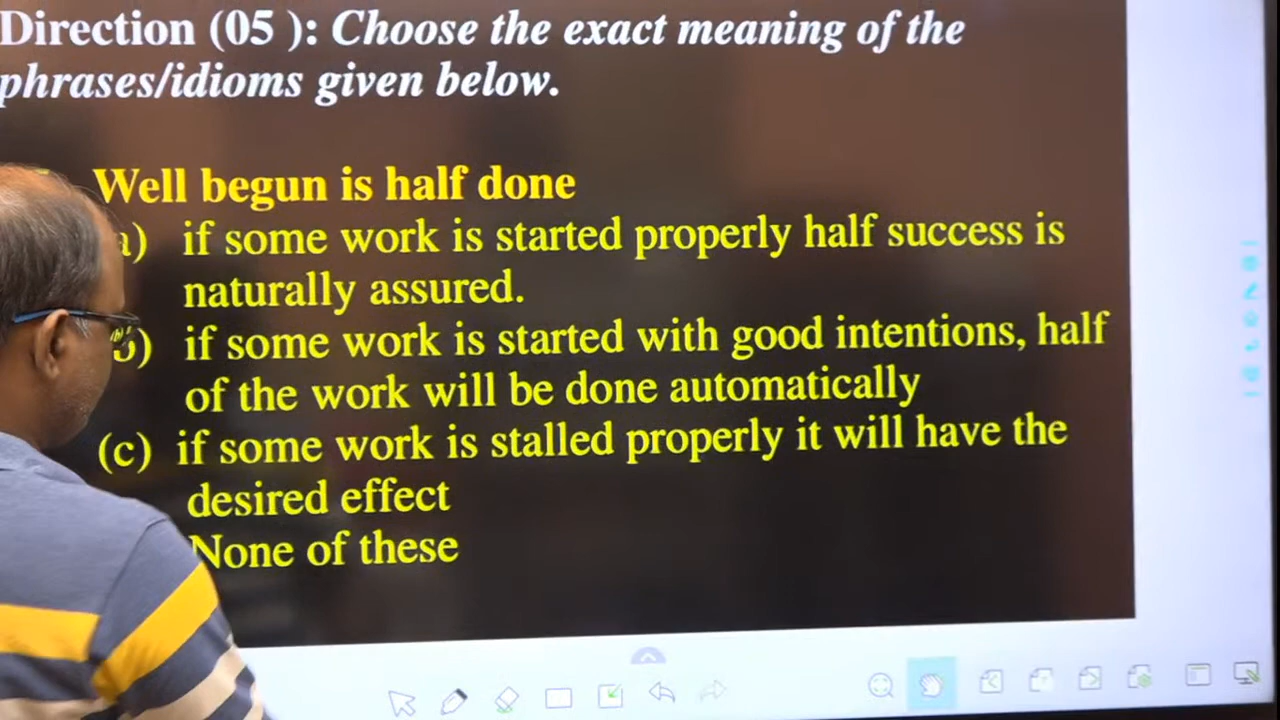 Direction (05 ): Choose the exact meaning of the
phrases/idioms given below.
Well begun is half done
a) if some work is started properly half success is
naturally assured.
b) if some work is started with good intentions, half
of the work will be done automatically
(c) if some work is stalled properly it will have the
desired effect
None of these